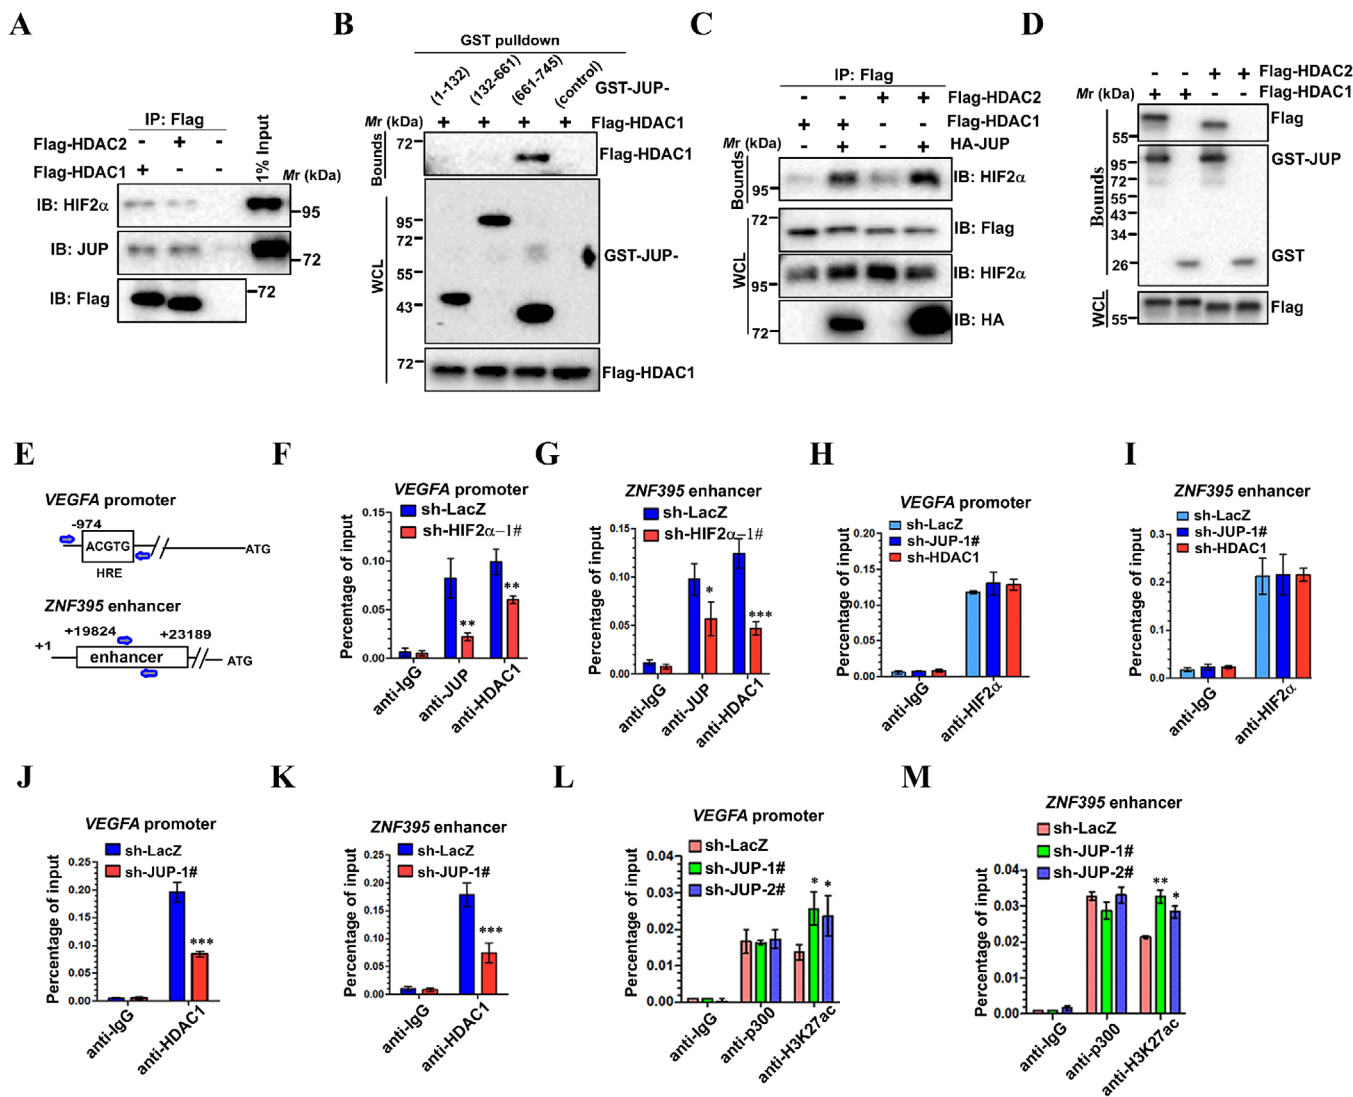 A
IP: Flag
Flag-HDAC2 - + -
Flag-HDAC1 + - -
1% Input
Mr (kDa)
IB: HIF2α
95
IB: JUP
72
IB: Flag
72
B
GST pulldown
(1-132)
(132-661)
(661-745)
(control)
GST-JUP-
Mr (kDa) + + + + Flag-HDAC1
Bounds
72
Flag-HDAC1
WCL
95
72
55
43
GST-JUP-
72
Flag-HDAC1
C
IP: Flag
- - + + Flag-HDAC2
+ + - - Flag-HDAC1
Mr (kDa) - + - + HA-JUP
Bounds
95
IB: HIF2α
WCL
72
IB: Flag
95
IB: HIF2α
72
IB: HA
D
- - + + Flag-HDAC2
Mr (kDa) + + - - Flag-HDAC1
Bounds
55
Flag
95
72
55
43
34
26
GST-JUP
GST
WCL
55
Flag
E
VEGFA promoter
-974
ACGTG
HRE
ATG
ZNF395 enhancer
+19824
+23189
+1
enhancer
ATG
F
VEGFA promoter
sh-LacZ
sh-HIF2α–1#
Percentage of input
0.15
0.10
0.05
0.00
**
**
anti-IgG
anti-JUP
anti-HDAC1
G
ZNF395 enhancer
sh-LacZ
sh-HIF2α–1#
Percentage of input
0.15
0.10
0.05
0.00
*
***
anti-IgG
anti-JUP
anti-HDAC1
H
VEGFA promoter
sh-LacZ
sh-JUP-1#
sh-HDAC1
Percentage of input
0.20
0.15
0.10
0.05
0.00
anti-IgG
anti-HIF2α
I
ZNF395 enhancer
sh-LacZ
sh-JUP-1#
sh-HDAC1
Percentage of input
0.3
0.2
0.1
0.0
anti-IgG
anti-HIF2α
J
VEGFA promoter
sh-LacZ
sh-JUP-1#
Percentage of input
0.25
0.20
0.15
0.10
0.05
0.00
***
anti-IgG
anti-HDAC1
K
ZNF395 enhancer
sh-LacZ
sh-JUP-1#
Percentage of input
0.25
0.20
0.15
0.10
0.05
0.00
***
anti-IgG
anti-HDAC1
L
VEGFA promoter
sh-LacZ
sh-JUP-1#
sh-JUP-2#
Percentage of input
0.04
0.03
0.02
0.01
0.00
*
*
anti-IgG
anti-p300
anti-H3K27ac
M
ZNF395 enhancer
sh-LacZ
sh-JUP-1#
sh-JUP-2#
Percentage of input
0.04
0.03
0.02
0.01
0.00
**
*
anti-IgG
anti-p300
anti-H3K27ac